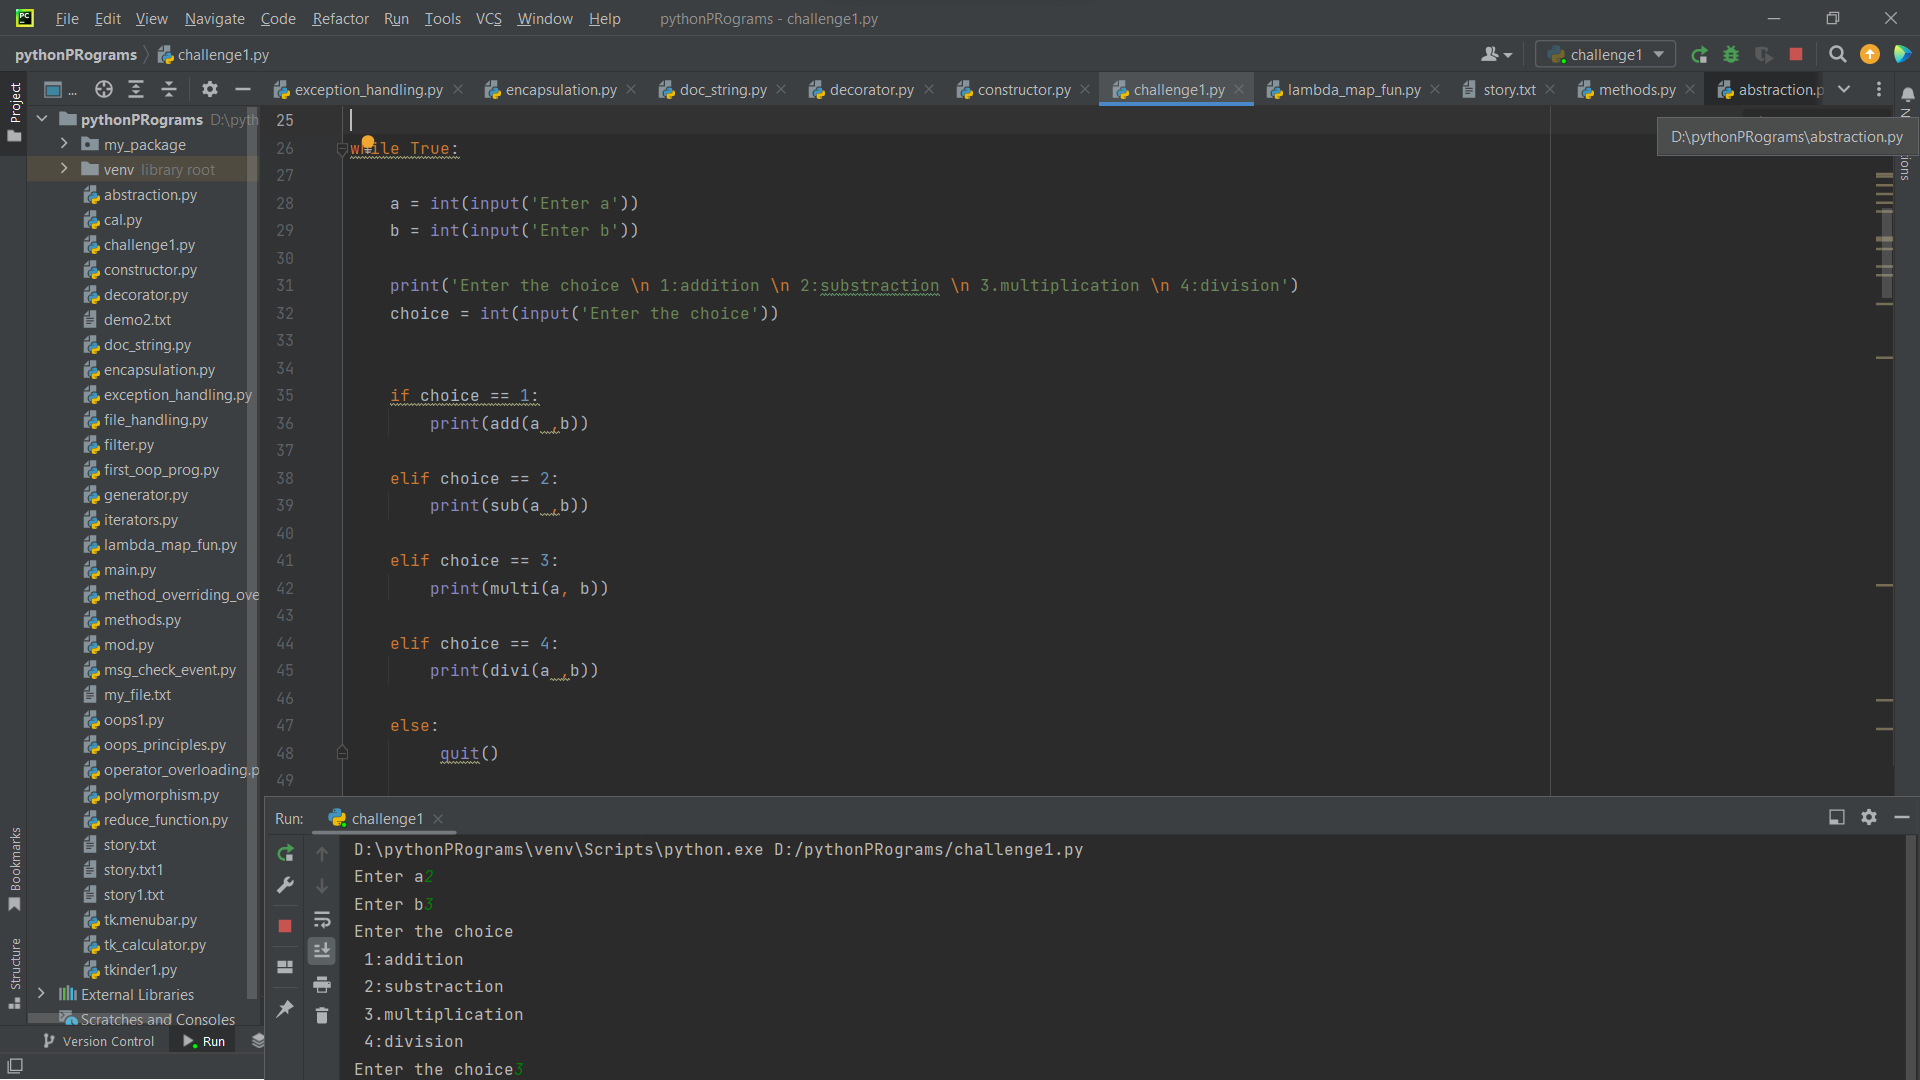 File Edit View Navigate Code Refactor Run Tools VCS Window Help pythonPRograms - challenge1.py
pythonPRograms challenge1.py challenge1
... exception_handling.py encapsulation.py doc_string.py decorator.py constructor.py challenge1.py lambda_map_fun.py story.txt methods.py abstraction.p
D:\pythonPRograms\abstraction.py
Project
Bookmarks
Structure
pythonPRograms D:\pyth
my_package
venv library root
abstraction.py
cal.py
challenge1.py
constructor.py
decorator.py
demo2.txt
doc_string.py
encapsulation.py
exception_handling.py
file_handling.py
filter.py
first_oop_prog.py
generator.py
iterators.py
lambda_map_fun.py
main.py
method_overriding_ove
methods.py
mod.py
msg_check_event.py
my_file.txt
oops1.py
oops_principles.py
operator_overloading.p
polymorphism.py
reduce_function.py
story.txt
story.txt1
story1.txt
tk.menubar.py
tk_calculator.py
tkinder1.py
External Libraries
Scratches and Consoles
25
26 while True:
27
28 a = int(input('Enter a'))
29 b = int(input('Enter b'))
30
31 print('Enter the choice \n 1:addition \n 2:substraction \n 3.multiplication \n 4:division')
32 choice = int(input('Enter the choice'))
33
34
35 if choice == 1:
36 print(add(a ,b))
37
38 elif choice == 2:
39 print(sub(a ,b))
40
41 elif choice == 3:
42 print(multi(a, b))
43
44 elif choice == 4:
45 print(divi(a ,b))
46
47 else:
48 quit()
49
Run: challenge1
D:\pythonPRograms\venv\Scripts\python.exe D:/pythonPRograms/challenge1.py
Enter a2
Enter b3
Enter the choice
1:addition
2:substraction
3.multiplication
4:division
Enter the choice3
Version Control Run